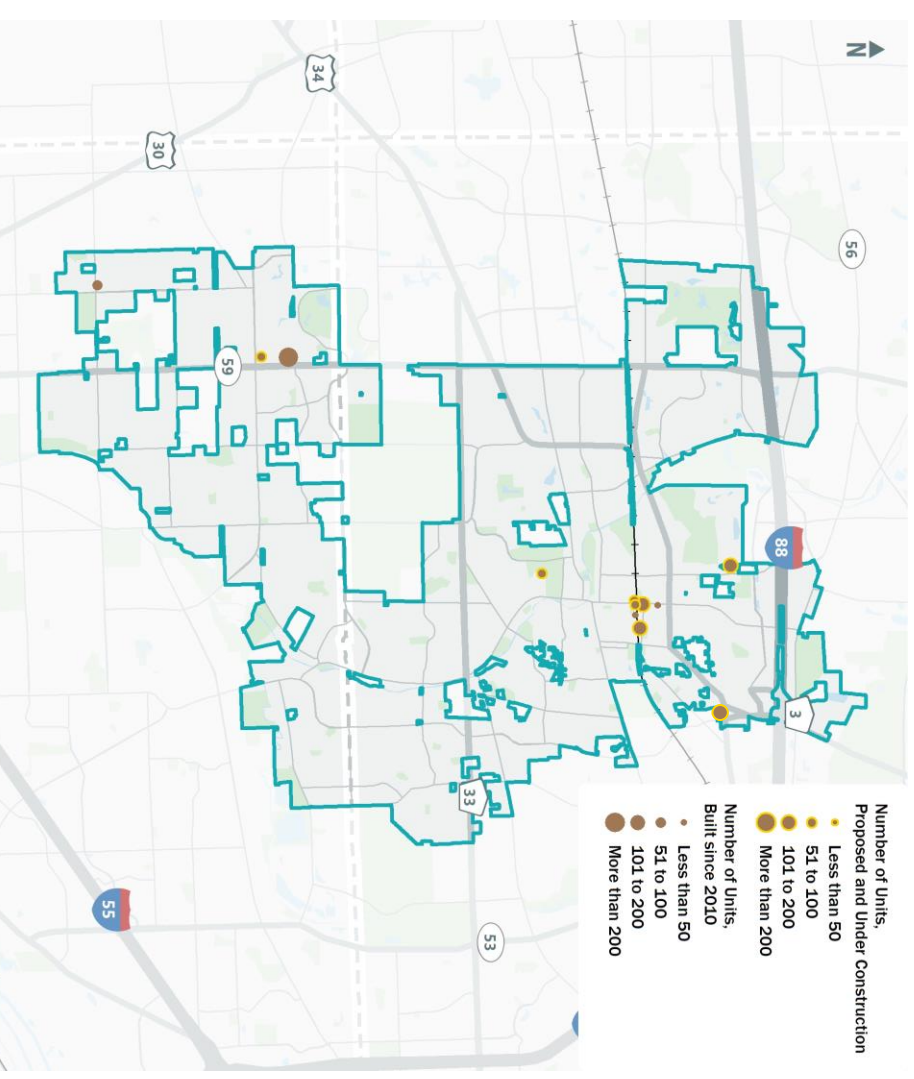 N
56
88
3
34
30
59
33
53
55
Number of Units,
Proposed and Under Construction
Less than 50
51 to 100
101 to 200
More than 200
Number of Units,
Built since 2010
Less than 50
51 to 100
101 to 200
More than 200